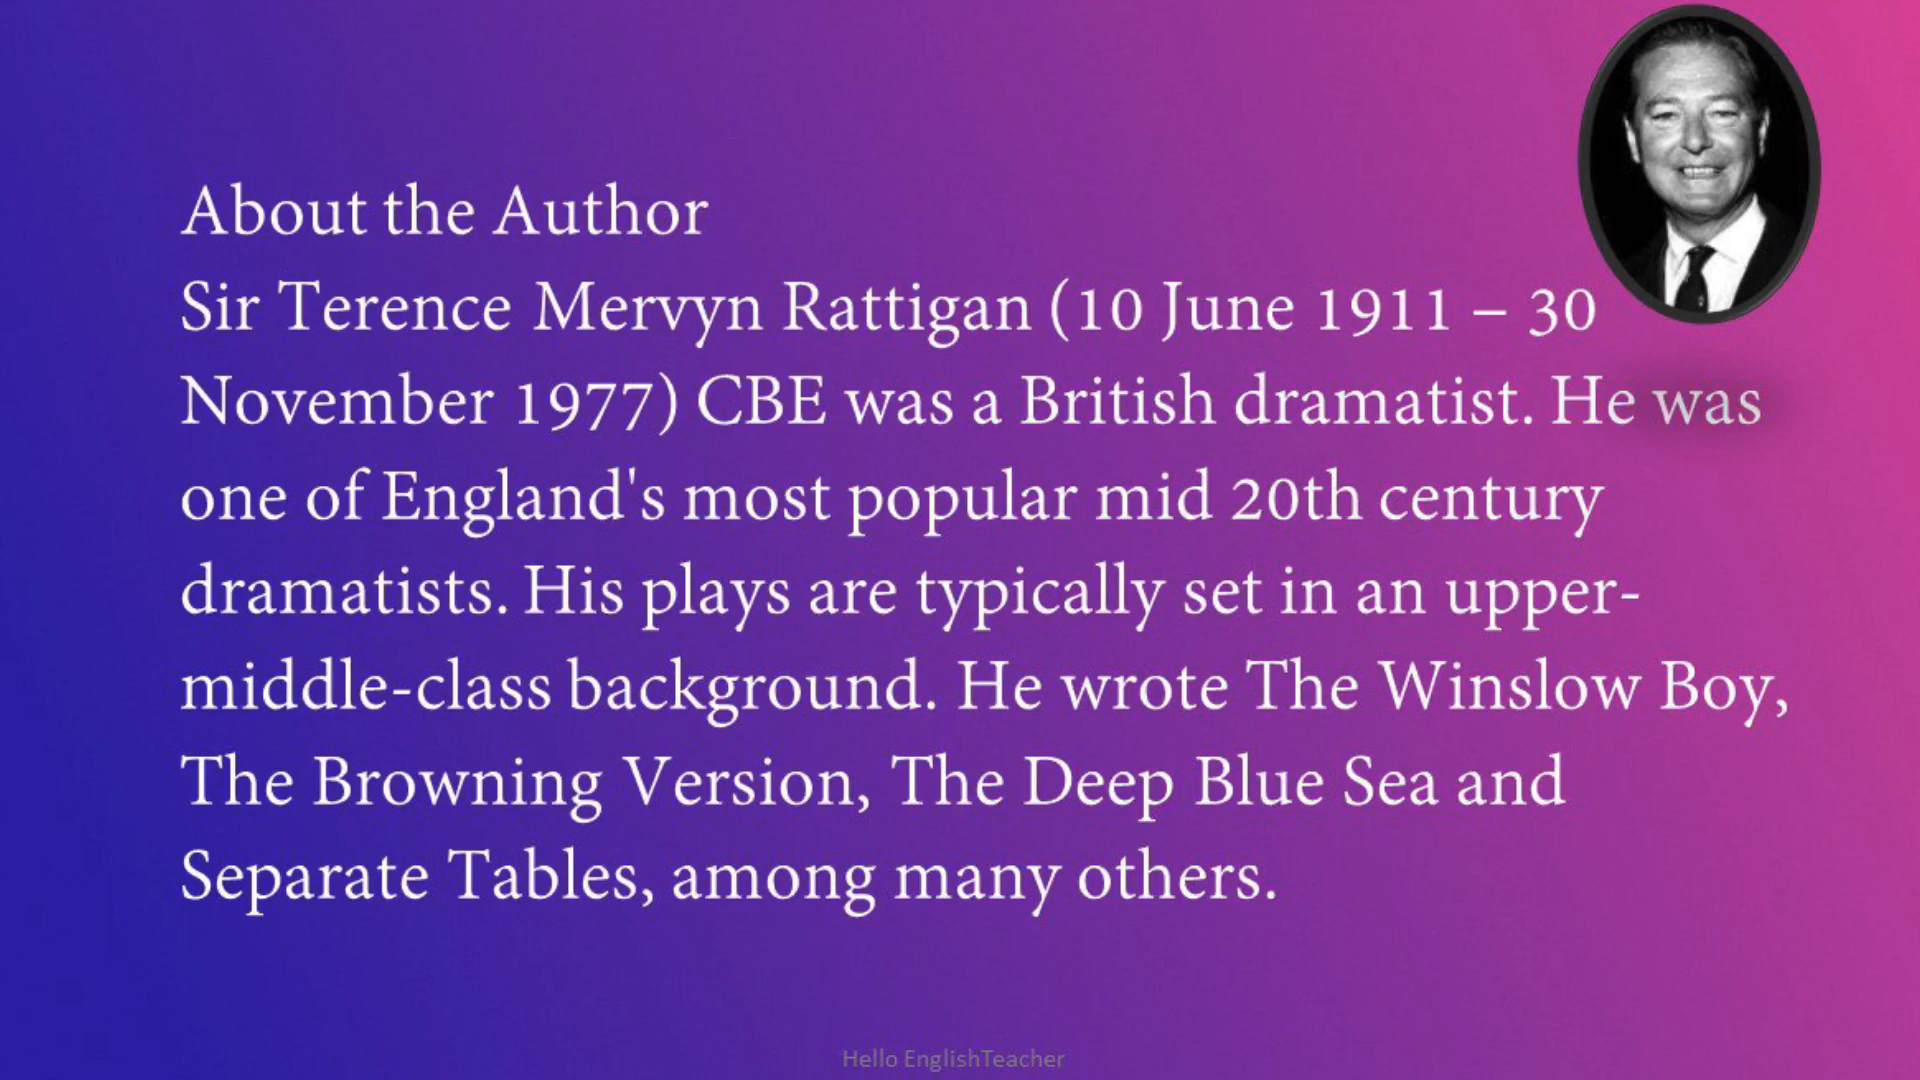 About the Author
Sir Terence Mervyn Rattigan (10 June 1911 – 30
November 1977) CBE was a British dramatist. He was
one of England's most popular mid 20th century
dramatists. His plays are typically set in an upper-
middle-class background. He wrote The Winslow Boy,
The Browning Version, The Deep Blue Sea and
Separate Tables, among many others.
Hello EnglishTeacher